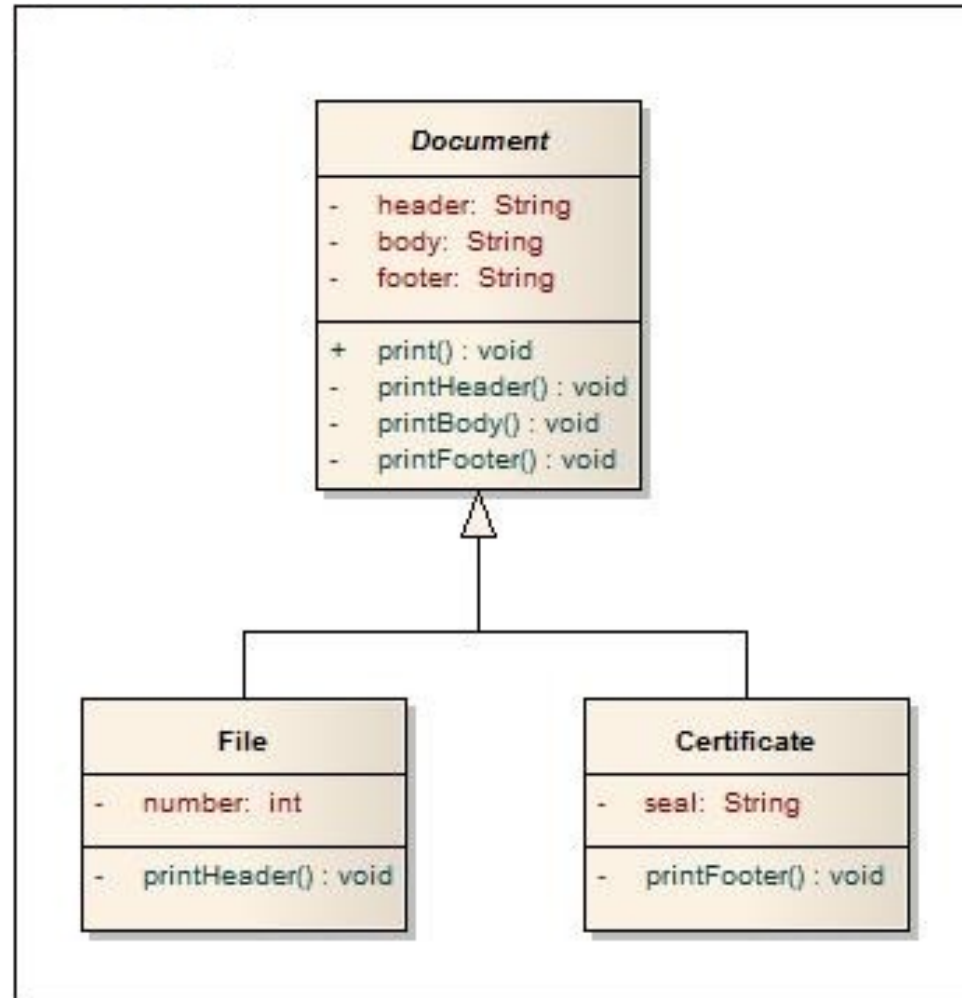 Document
- header: String
- body: String
- footer: String
+ print() : void
- printHeader() : void
- printBody() : void
- printFooter() : void
File
- number: int
- printHeader() : void
Certificate
- seal: String
- printFooter() : void